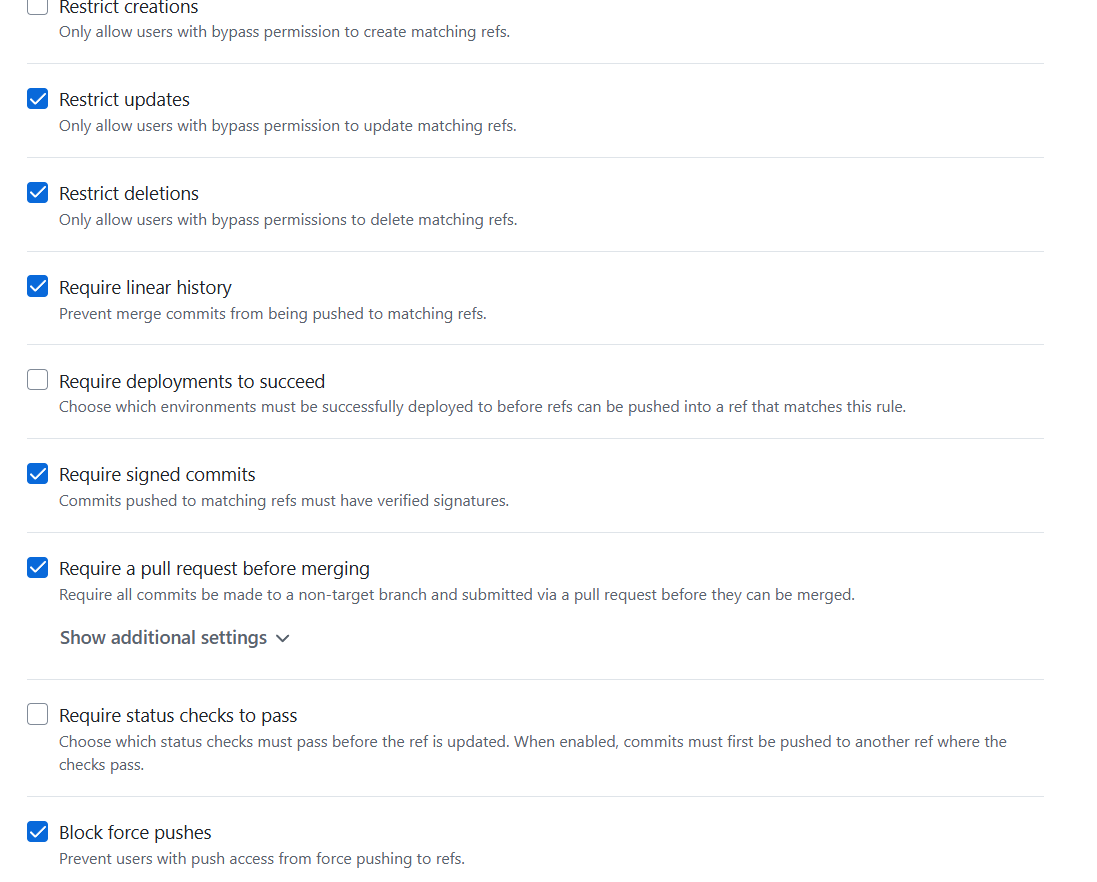 Restrict creations
Only allow users with bypass permission to create matching refs.
Restrict updates
Only allow users with bypass permission to update matching refs.
Restrict deletions
Only allow users with bypass permissions to delete matching refs.
Require linear history
Prevent merge commits from being pushed to matching refs.
Require deployments to succeed
Choose which environments must be successfully deployed to before refs can be pushed into a ref that matches this rule.
Require signed commits
Commits pushed to matching refs must have verified signatures.
Require a pull request before merging
Require all commits be made to a non-target branch and submitted via a pull request before they can be merged.
Show additional settings
Require status checks to pass
Choose which status checks must pass before the ref is updated. When enabled, commits must first be pushed to another ref where the
checks pass.
Block force pushes
Prevent users with push access from force pushing to refs.